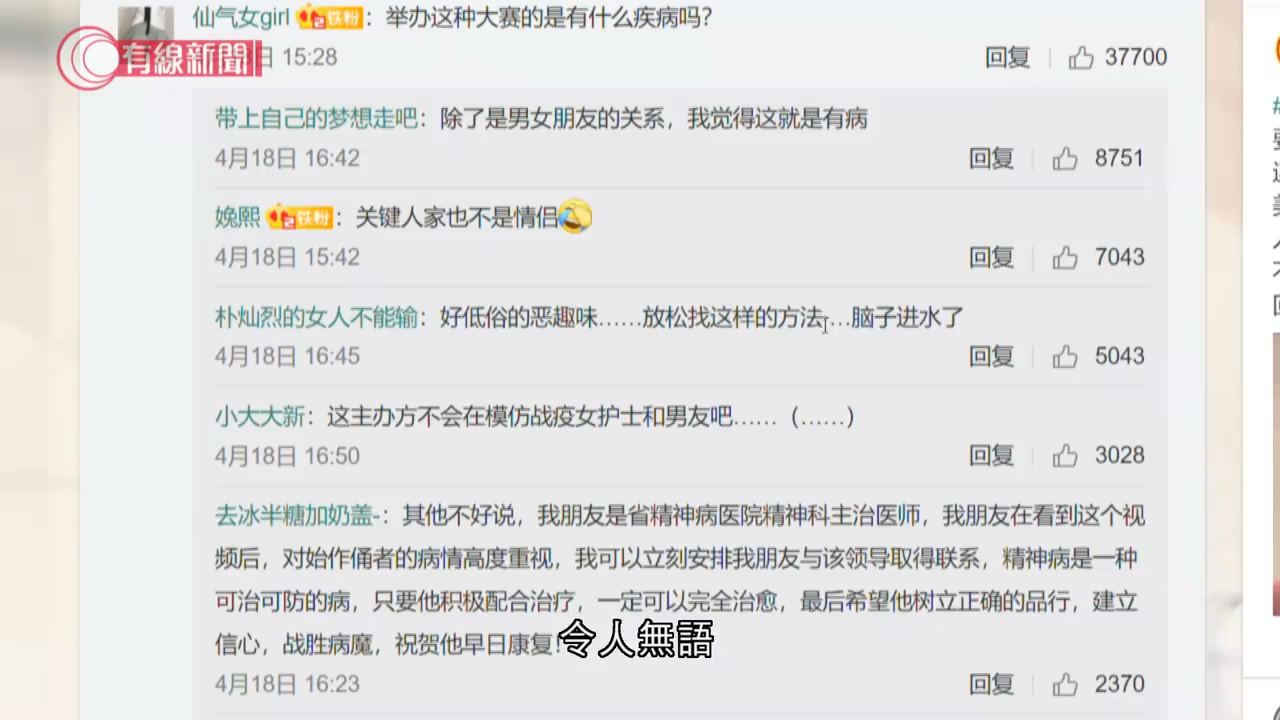 仙气女girl 铁粉：举办这种大赛的是有什么疾病吗？
有線新聞
日 15:28 回复 37700
带上自己的梦想走吧：除了是男女朋友的关系，我觉得这就是有病
4月18日 16:42 回复 8751
娩熙 铁粉：关键人家也不是情侣
4月18日 15:42 回复 7043
朴灿烈的女人不能输：好低俗的恶趣味……放松找这样的方法……脑子进水了
4月18日 16:45 回复 5043
小大大新：这主办方不会在模仿战疫女护士和男友吧……（……）
4月18日 16:50 回复 3028
去冰半糖加奶盖-：其他不好说，我朋友是省精神病医院精神科主治医师，我朋友在看到这个视
频后，对始作俑者的病情高度重视，我可以立刻安排我朋友与该领导取得联系，精神病是一种
可治可防的病，只要他积极配合治疗，一定可以完全治愈，最后希望他树立正确的品行，建立
信心，战胜病魔，祝贺他早日康复！
令人無語
4月18日 16:23 回复 2370